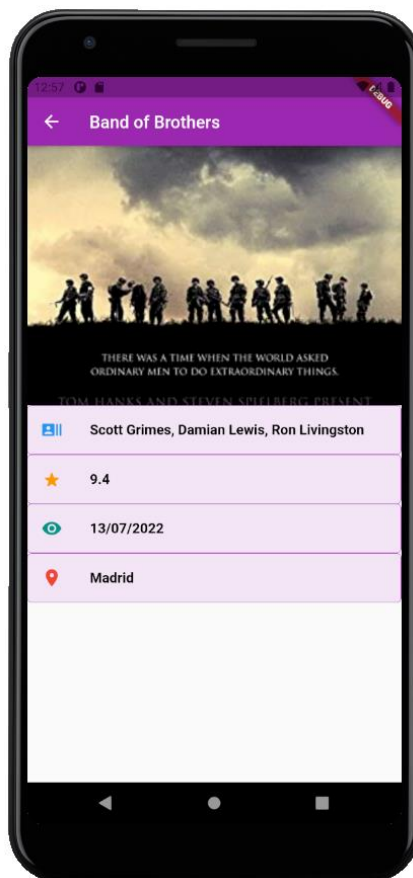 12:57
DEBUG
Band of Brothers
THERE WAS A TIME WHEN THE WORLD ASKED
ORDINARY MEN TO DO EXTRAORDINARY THINGS.
TOM HANKS AND STEVEN SPIELBERG PRESENT
Scott Grimes, Damian Lewis, Ron Livingston
9.4
13/07/2022
Madrid